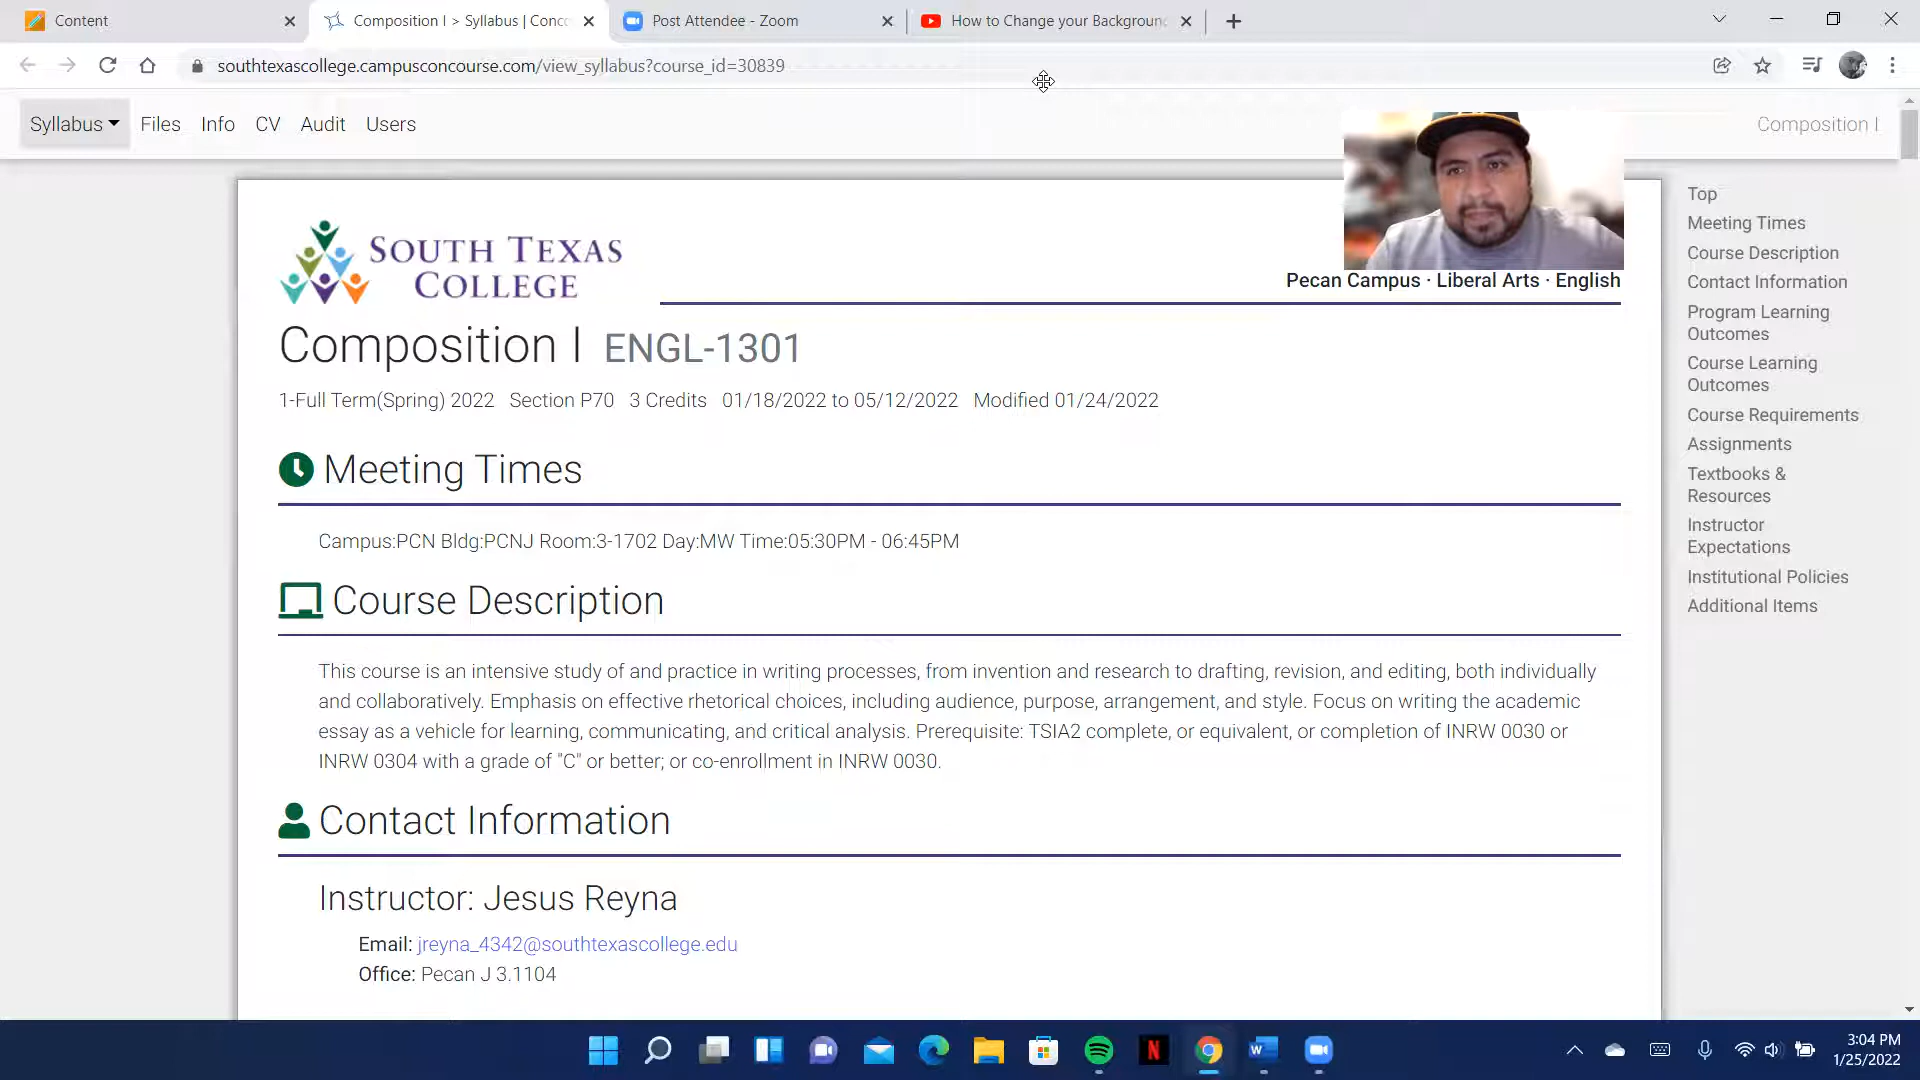 Content
Composition I > Syllabus | Conc
Post Attendee - Zoom
How to Change your Backgroun
southtexascollege.campusconcourse.com/view_syllabus?course_id=30839
Syllabus Files Info CV Audit Users
Composition I
SOUTH TEXAS
COLLEGE
Pecan Campus · Liberal Arts · English
Composition I ENGL-1301
1-Full Term(Spring) 2022 Section P70 3 Credits 01/18/2022 to 05/12/2022 Modified 01/24/2022
Meeting Times
Campus:PCN Bldg:PCNJ Room:3-1702 Day:MW Time:05:30PM - 06:45PM
Course Description
This course is an intensive study of and practice in writing processes, from invention and research to drafting, revision, and editing, both individually
and collaboratively. Emphasis on effective rhetorical choices, including audience, purpose, arrangement, and style. Focus on writing the academic
essay as a vehicle for learning, communicating, and critical analysis. Prerequisite: TSIA2 complete, or equivalent, or completion of INRW 0030 or
INRW 0304 with a grade of "C" or better; or co-enrollment in INRW 0030.
Contact Information
Instructor: Jesus Reyna
Email: jreyna_4342@southtexascollege.edu
Office: Pecan J 3.1104
Top
Meeting Times
Course Description
Contact Information
Program Learning
Outcomes
Course Learning
Outcomes
Course Requirements
Assignments
Textbooks &
Resources
Instructor
Expectations
Institutional Policies
Additional Items
3:04 PM
1/25/2022